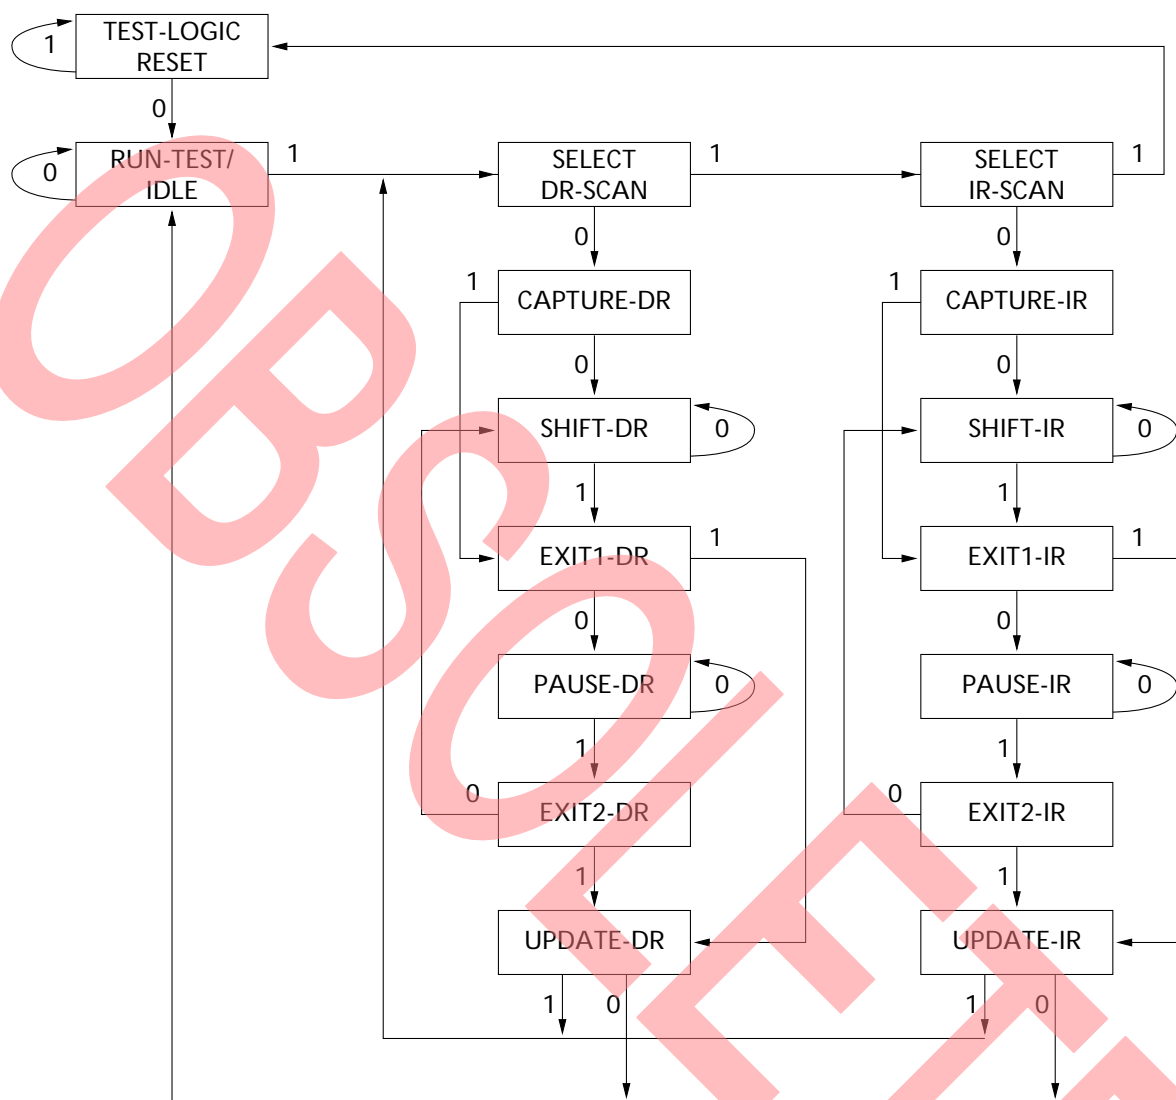 TEST-LOGIC
RESET
1
0
RUN-TEST/
IDLE
0
1
SELECT
DR-SCAN
1
SELECT
IR-SCAN
1
0
0
1
CAPTURE-DR
1
CAPTURE-IR
0
0
SHIFT-DR
0
SHIFT-IR
0
1
1
EXIT1-DR
1
EXIT1-IR
1
0
0
PAUSE-DR
0
PAUSE-IR
0
1
1
0
EXIT2-DR
0
EXIT2-IR
1
1
UPDATE-DR
UPDATE-IR
1
0
1
0
OBSOLETE